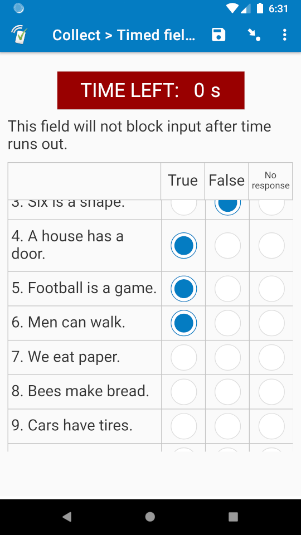 6:31
Collect > Timed fiel...
TIME LEFT: 0 s
This field will not block input after time
runs out.
True False No
response
3. Six is a shape.
4. A house has a
door.
5. Football is a game.
6. Men can walk.
7. We eat paper.
8. Bees make bread.
9. Cars have tires.